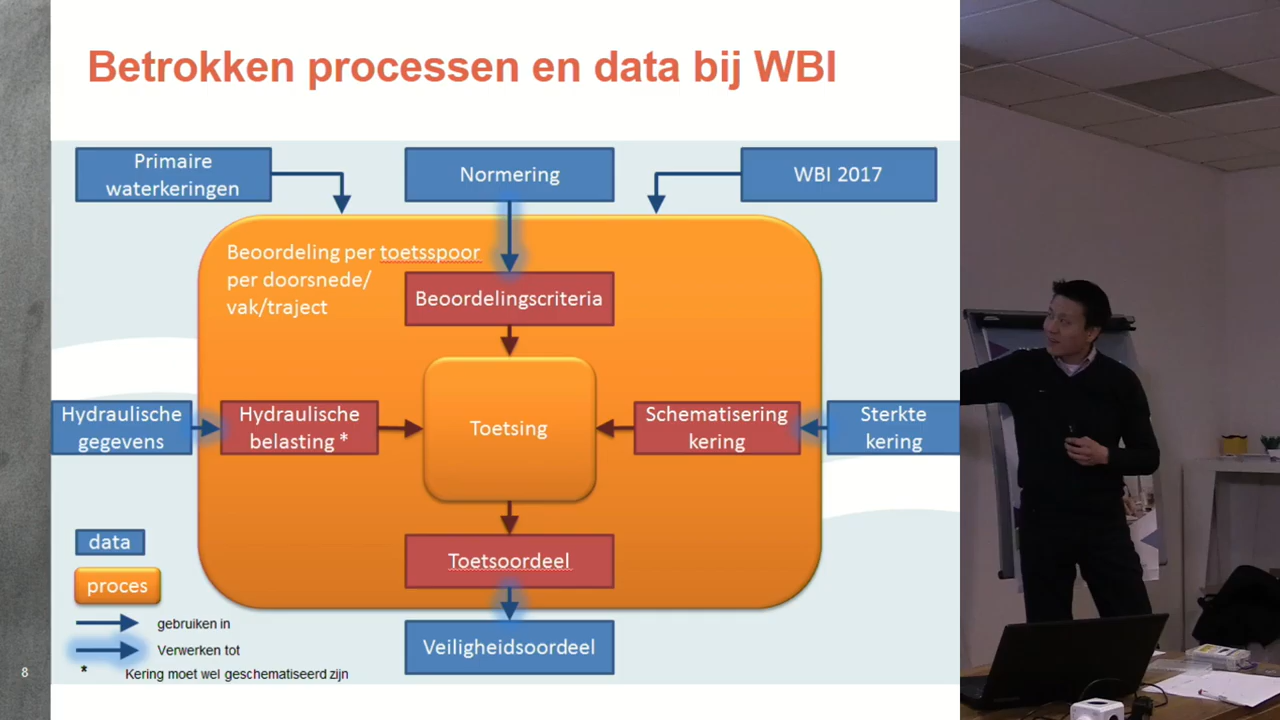 Betrokken processen en data bij WBI
Primaire
waterkeringen
Normering
WBI 2017
Beoordeling per toetsspoor
per doorsnede/
vak/traject
Beoordelingscriteria
Hydraulische
gegevens
Hydraulische
belasting *
Toetsing
Schematisering
kering
Sterkte
kering
Toetsoordeel
Veiligheidsoordeel
data
proces
gebruiken in
Verwerken tot
* Kering moet wel geschematiseerd zijn
8